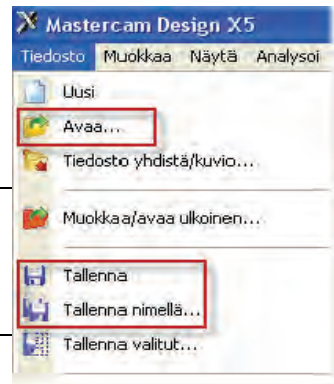 Mastercam Design X5
Tiedosto Muokkaa Näytä Analysoi
Uusi
Avaa...
Tiedosto yhdistä/kuvio...
Muokkaa/avaa ulkoinen...
Tallenna
Tallenna nimellä...
Tallenna valitut...